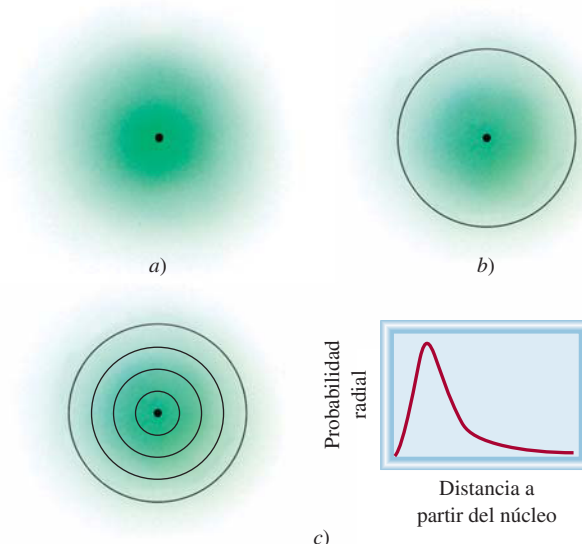 a)
b)
Probabilidad
radial
Distancia a
partir del núcleo
c)